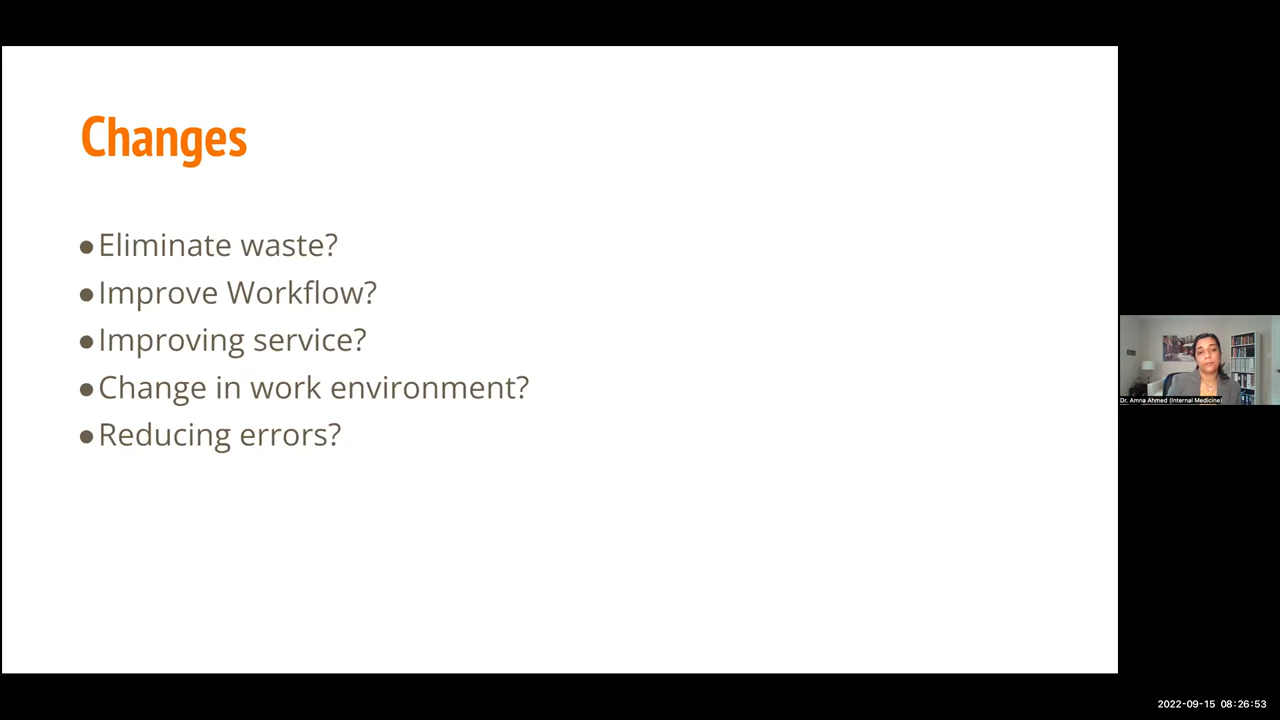 Changes
●Eliminate waste?
●Improve Workflow?
●Improving service?
●Change in work environment?
●Reducing errors?
Dr. Amna Ahmed (Internal Medicine)
2022-09-15 08:26:53